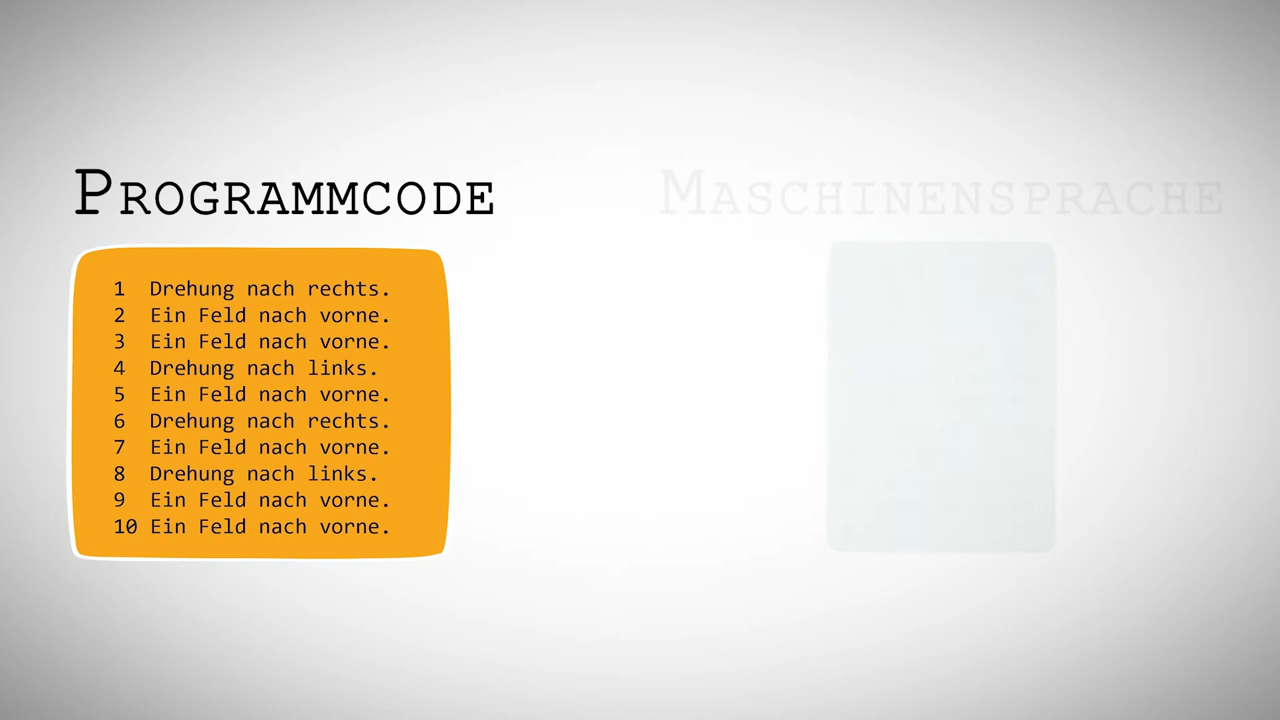 Programmcode
Maschinensprache
1 Drehung nach rechts.
2 Ein Feld nach vorne.
3 Ein Feld nach vorne.
4 Drehung nach links.
5 Ein Feld nach vorne.
6 Drehung nach rechts.
7 Ein Feld nach vorne.
8 Drehung nach links.
9 Ein Feld nach vorne.
10 Ein Feld nach vorne.